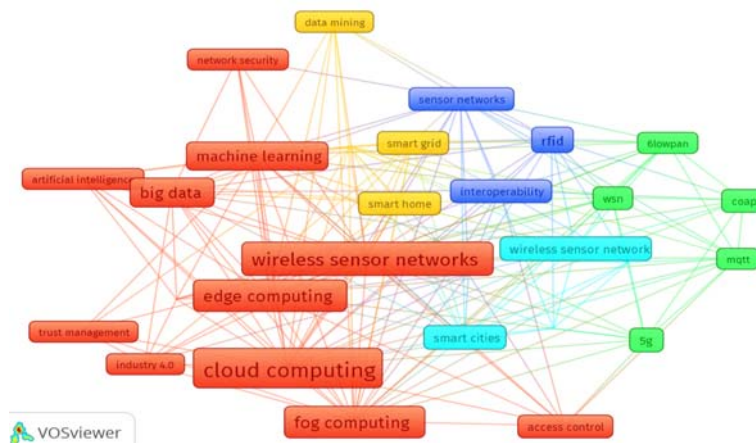 data mining
network security
sensor networks
smart grid
rfid
6lowpan
machine learning
artificial intelligence
big data
interoperability
smart home
wsn
coap
wireless sensor networks
wireless sensor network
mqtt
edge computing
trust management
smart cities
5g
industry 4.0
cloud computing
fog computing
access control
VOSviewer